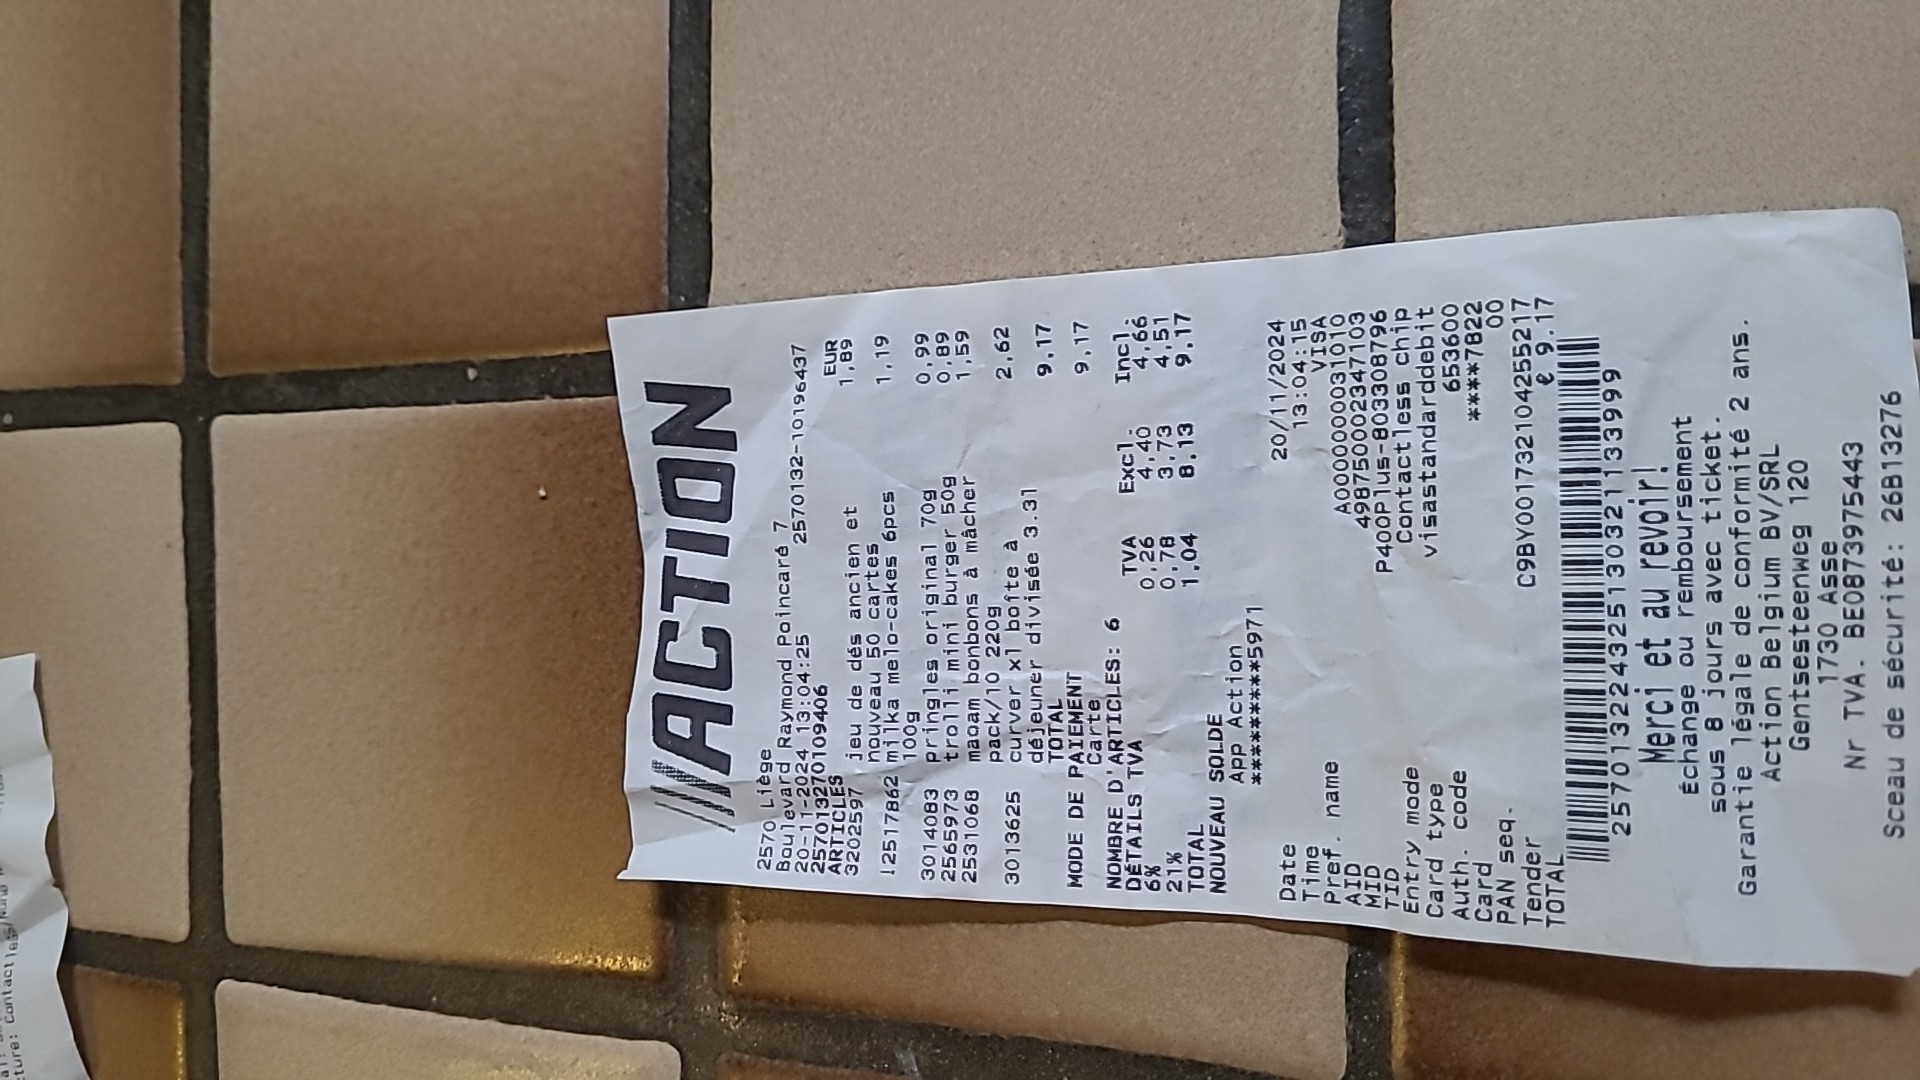 ACTION
2570 Liège
Boulevard Raymond Poincaré 7
20-11-2024 13:04:25 2570132-10196437
257013270109406
ARTICLES EUR
3202597 jeu de dés ancien et 1,89
nouveau 50 cartes
12517862 milka melo-cakes 6pcs 1,19
100g
3014083 pringles original 70g 0,99
2565973 trolli mini burger 50g 0,89
2531068 maoam bonbons à mâcher 1,59
pack/10 220g
3013625 curver x1 boîte à 2,62
déjeuner divisée 3.31
TOTAL 9,17
MODE DE PAIEMENT
Carte 9,17
NOMBRE D'ARTICLES: 6
DÉTAILS TVA TVA Excl. Incl.
6% 0,26 4,40 4,66
21% 0,78 3,73 4,51
TOTAL 1,04 8,13 9,17
NOUVEAU SOLDE
App Action
*********5971
Date 20/11/2024
Time 13:04:15
Pref. name VISA
AID A0000000031010
MID 49875000023471 03
TID P400Plus-803308796
Entry mode Contactless chip
Card type visastandarddebit
Auth. code 653600
Card ****7822
PAN seq. 00
Tender C9BY001732104255217
TOTAL € 9.17
257013224325130321133999
Merci et au revoir!
Échange ou remboursement
sous 8 jours avec ticket.
Garantie légale de conformité 2 ans.
Action Belgium BV/SRL
Gentsesteenweg 120
1730 Asse
Nr TVA. BE0873975443
Sceau de sécurité: 26B13276